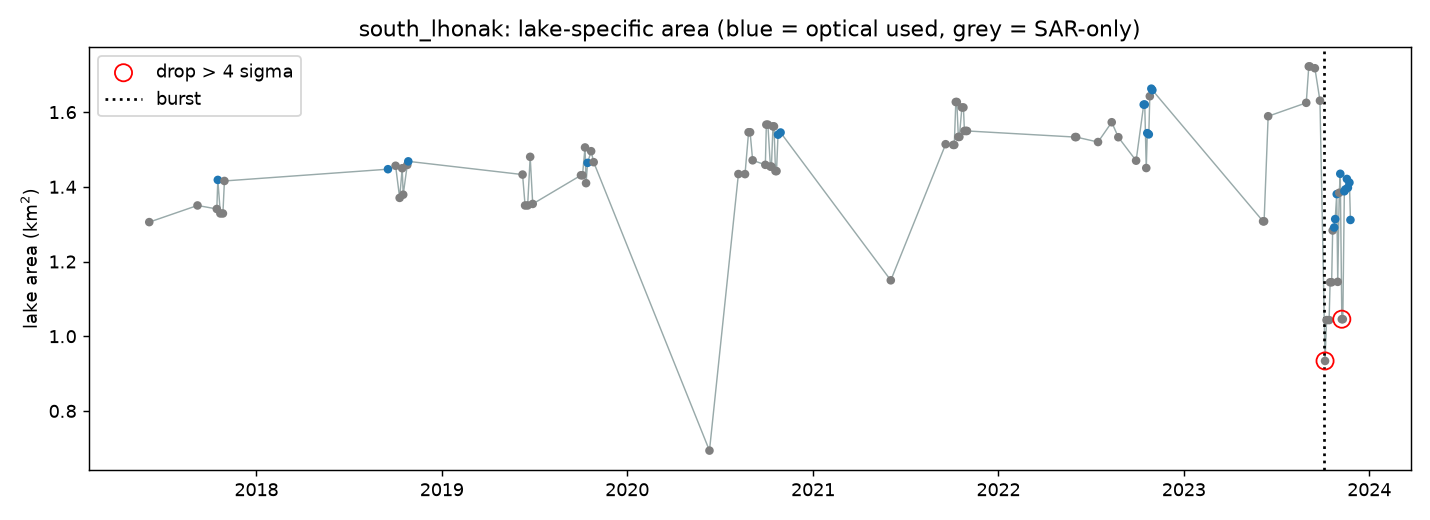 south_lhonak: lake-specific area (blue = optical used, grey = SAR-only)
drop > 4 sigma
burst
lake area (km²)
1.6
1.4
1.2
1.0
0.8
2018 2019 2020 2021 2022 2023 2024